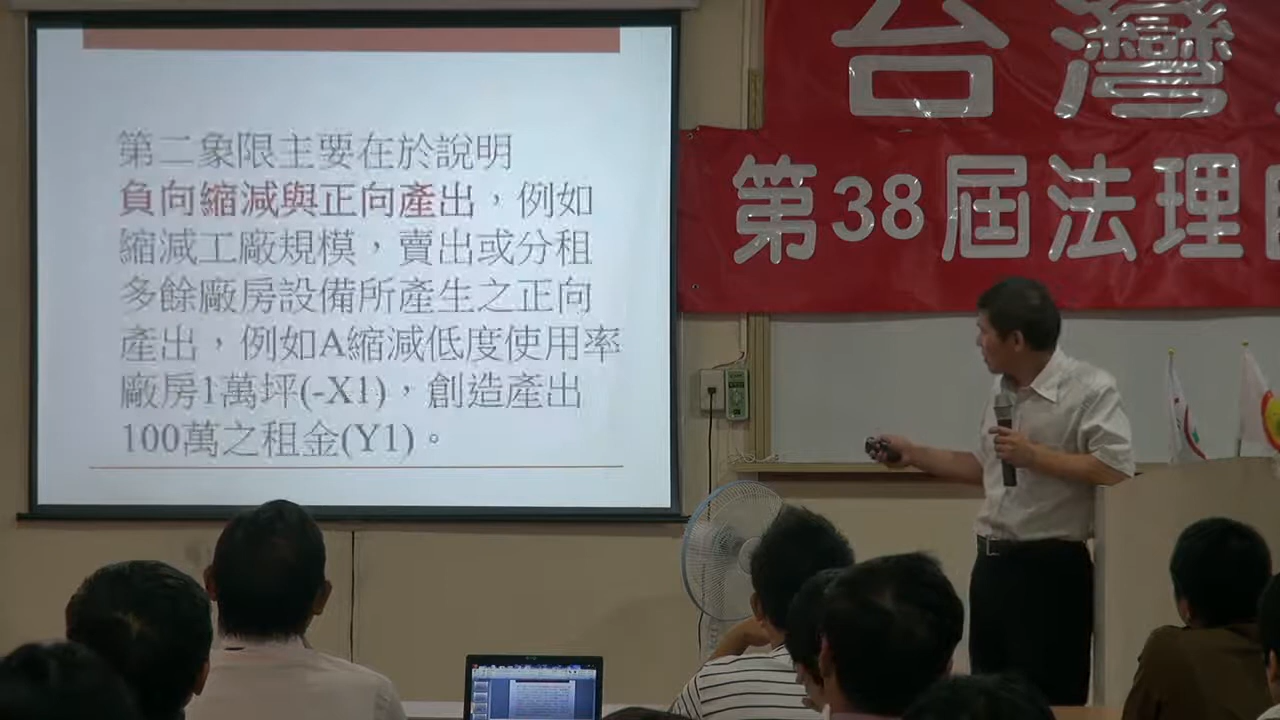 第二象限主要在於說明
負向縮減與正向產出，例如
縮減工廠規模，賣出或分租
多餘廠房設備所產生之正向
產出，例如A縮減低度使用率
廠房1萬坪(-X1)，創造產出
100萬之租金(Y1)。
台灣
第38屆法理